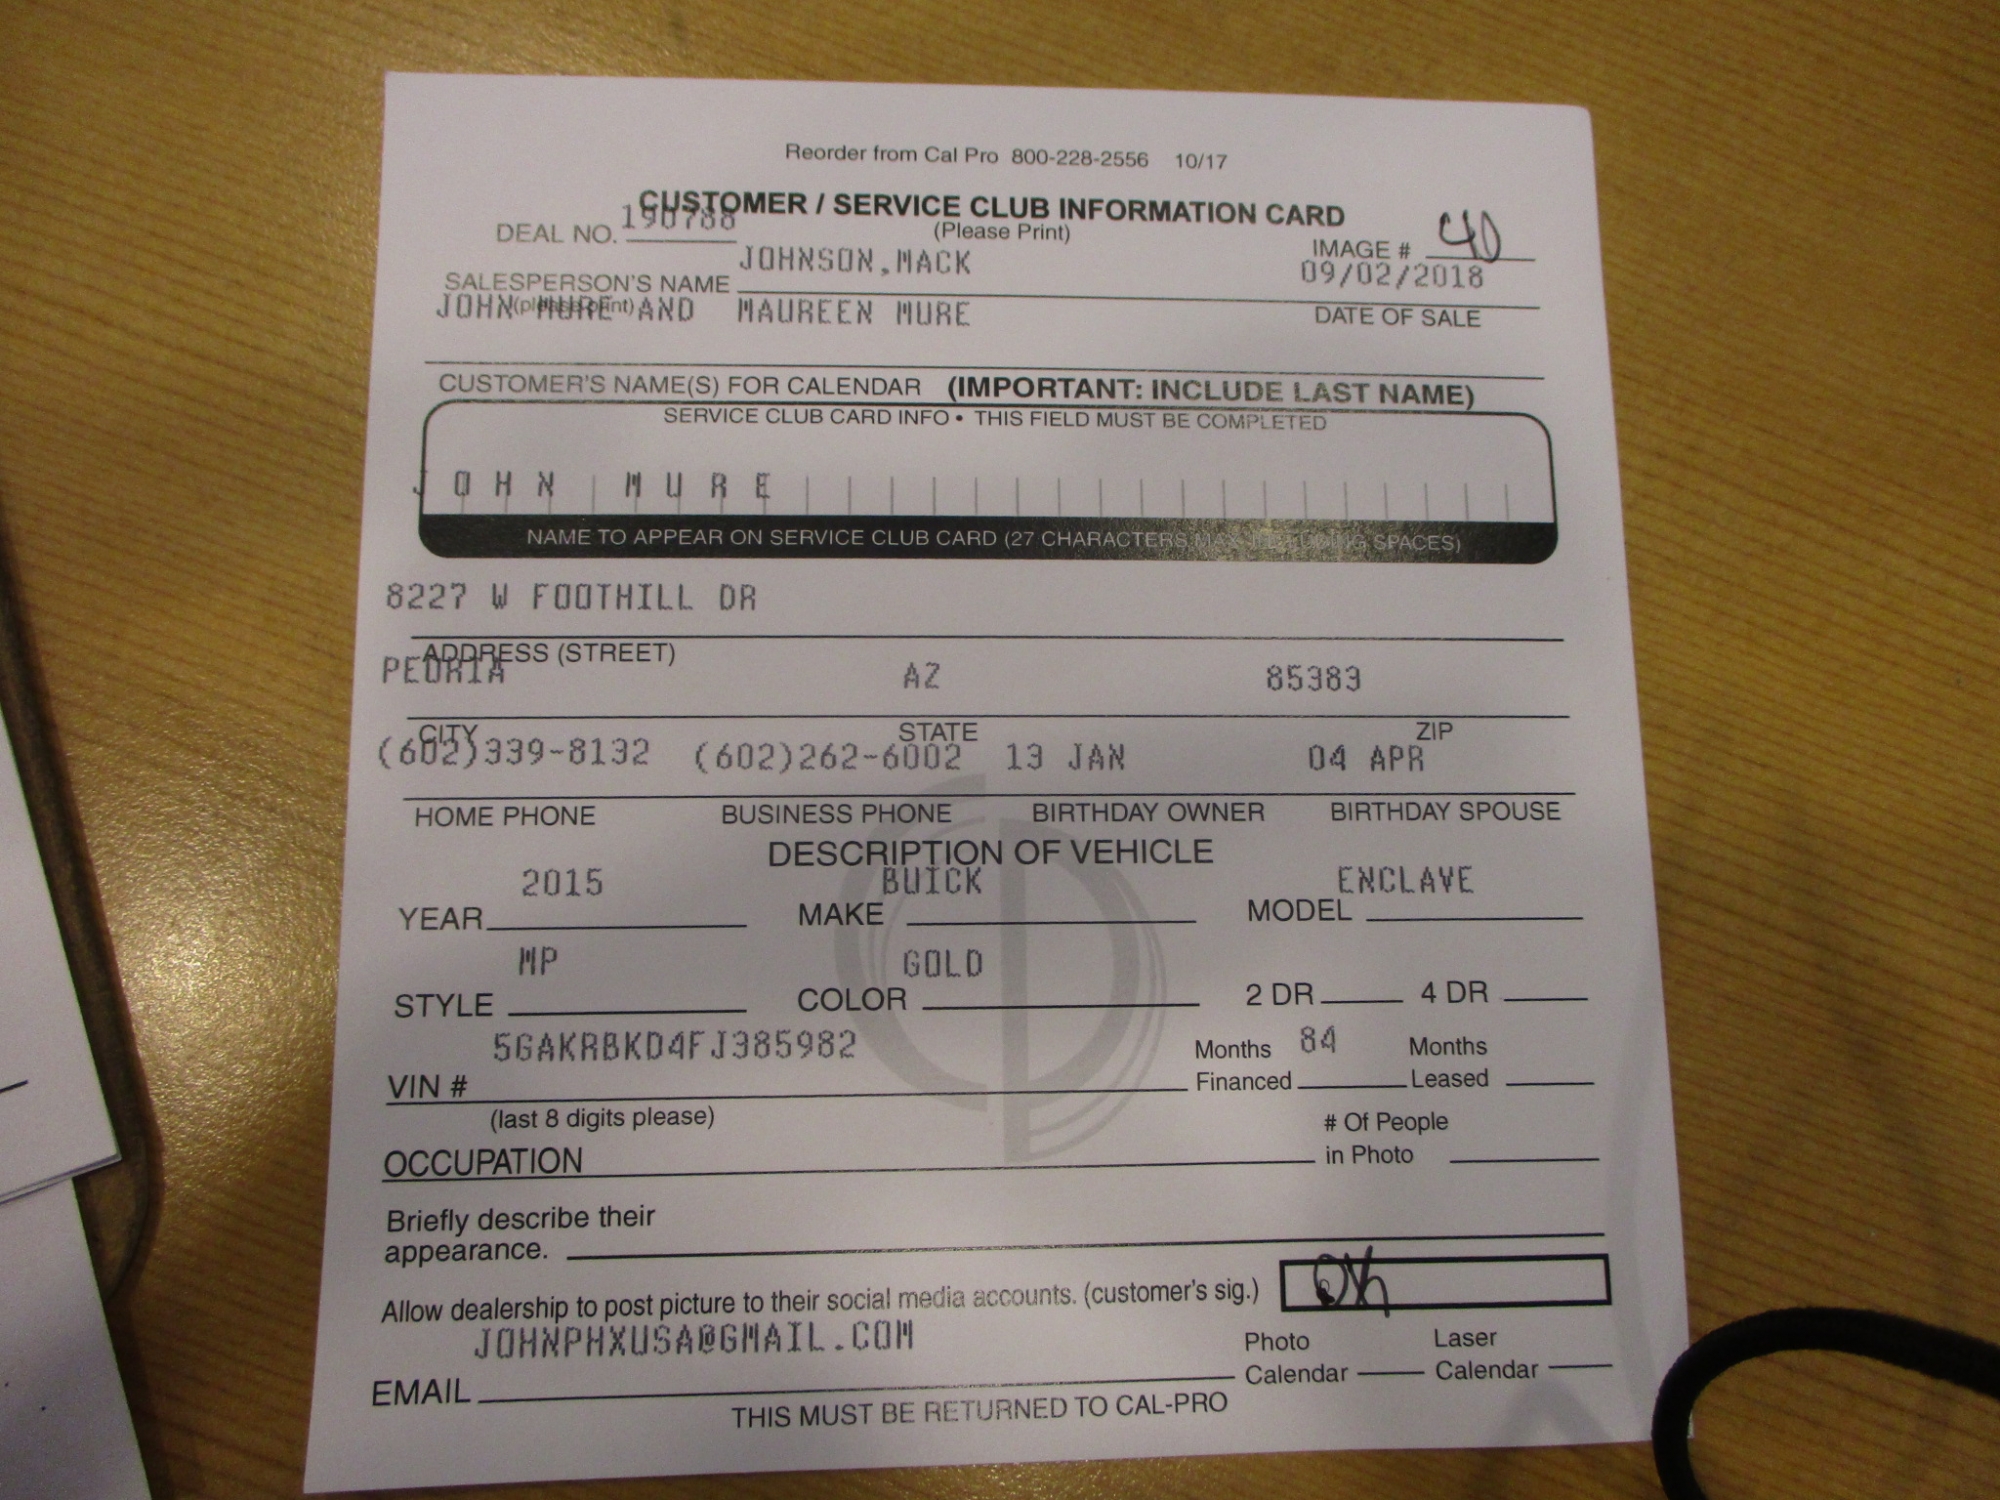 Reorder from Cal Pro 800-228-2556 10/17
CUSTOMER / SERVICE CLUB INFORMATION CARD
(Please Print)
DEAL NO. 190788
IMAGE # 40
JOHNSON,MACK
09/02/2018
SALESPERSON'S NAME
(please print)
DATE OF SALE
JOHN MURE AND MAUREEN MURE
CUSTOMER'S NAME(S) FOR CALENDAR (IMPORTANT: INCLUDE LAST NAME)
SERVICE CLUB CARD INFO • THIS FIELD MUST BE COMPLETED
JOHN MURE
NAME TO APPEAR ON SERVICE CLUB CARD (27 CHARACTERS MAX INCLUDING SPACES)
8227 W FOOTHILL DR
ADDRESS (STREET)
PEORIA AZ 85383
CITY STATE ZIP
(602)339-8132 (602)262-6002 13 JAN 04 APR
HOME PHONE BUSINESS PHONE BIRTHDAY OWNER BIRTHDAY SPOUSE
DESCRIPTION OF VEHICLE
2015 BUICK ENCLAVE
YEAR MAKE MODEL
MP GOLD
STYLE COLOR 2 DR 4 DR
5GAKRBKD4FJ385982
Months Financed 84 Months Leased
VIN #
(last 8 digits please)
# Of People in Photo
OCCUPATION
Briefly describe their
appearance.
Allow dealership to post picture to their social media accounts. (customer's sig.)
JOHNPHXUSA@GMAIL.COM
Photo Calendar Laser Calendar
EMAIL
THIS MUST BE RETURNED TO CAL-PRO